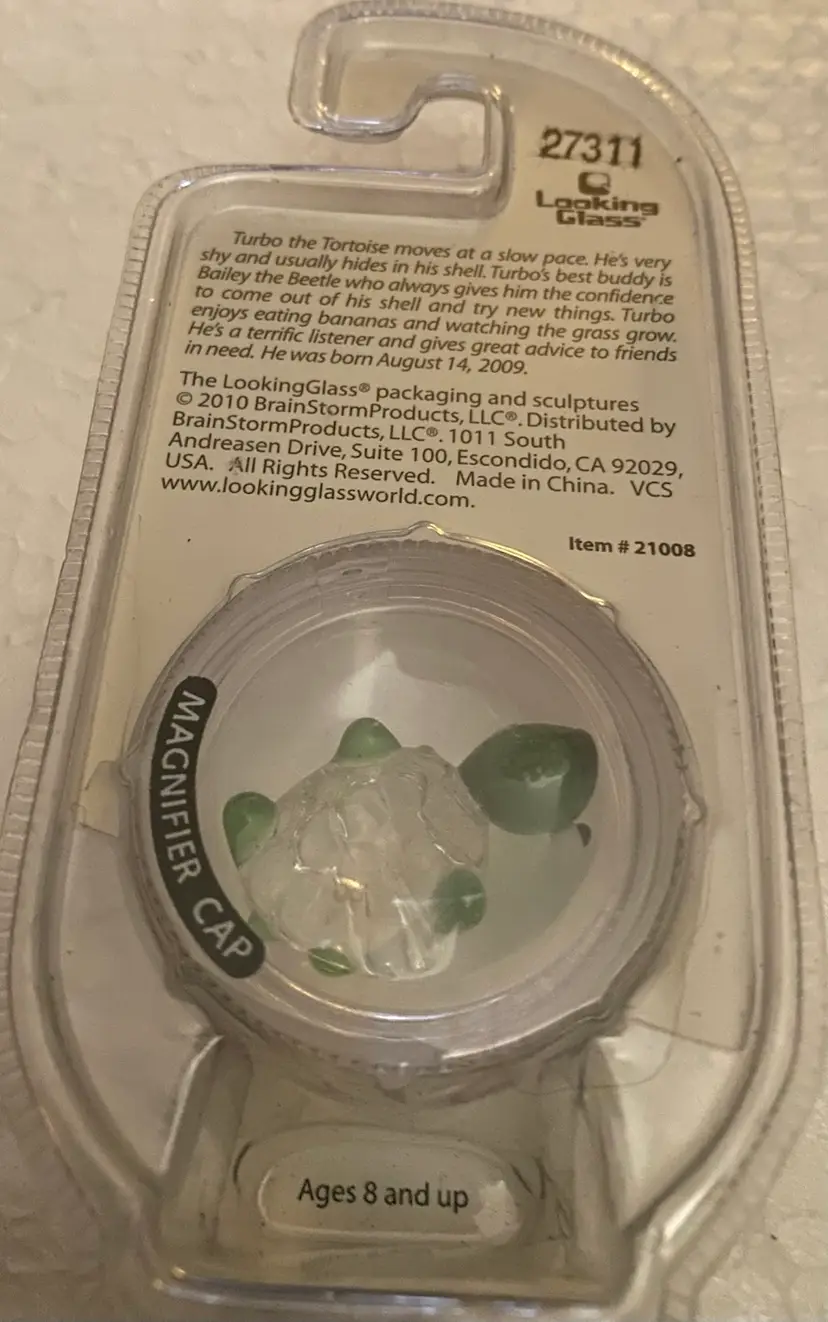 27311
Looking
Glass®
Turbo the Tortoise moves at a slow pace. He's very
shy and usually hides in his shell. Turbo's best buddy is
Bailey the Beetle who always gives him the confidence
to come out of his shell and try new things. Turbo
enjoys eating bananas and watching the grass grow.
He's a terrific listener and gives great advice to friends
in need. He was born August 14, 2009.
The LookingGlass® packaging and sculptures
© 2010 BrainStormProducts, LLC®. Distributed by
BrainStormProducts, LLC®. 1011 South
Andreasen Drive, Suite 100, Escondido, CA 92029,
USA. All Rights Reserved. Made in China. VCS
www.lookingglassworld.com.
Item # 21008
MAGNIFIER CAP
Ages 8 and up